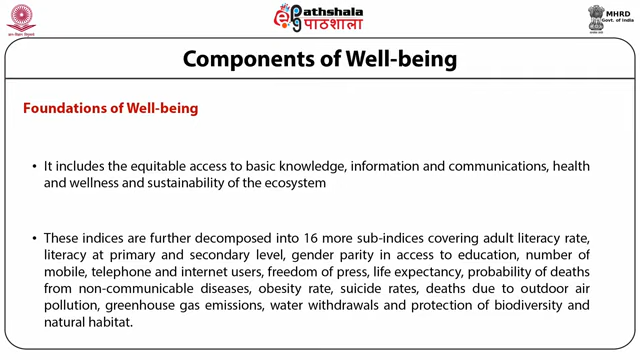 Pathshala
पाठशाला
MHRD
Govt. of India
Components of Well-being
Foundations of Well-being
• It includes the equitable access to basic knowledge, information and communications, health
and wellness and sustainability of the ecosystem
• These indices are further decomposed into 16 more sub-indices covering adult literacy rate,
literacy at primary and secondary level, gender parity in access to education, number of
mobile, telephone and internet users, freedom of press, life expectancy, probability of deaths
from non-communicable diseases, obesity rate, suicide rates, deaths due to outdoor air
pollution, greenhouse gas emissions, water withdrawals and protection of biodiversity and
natural habitat.